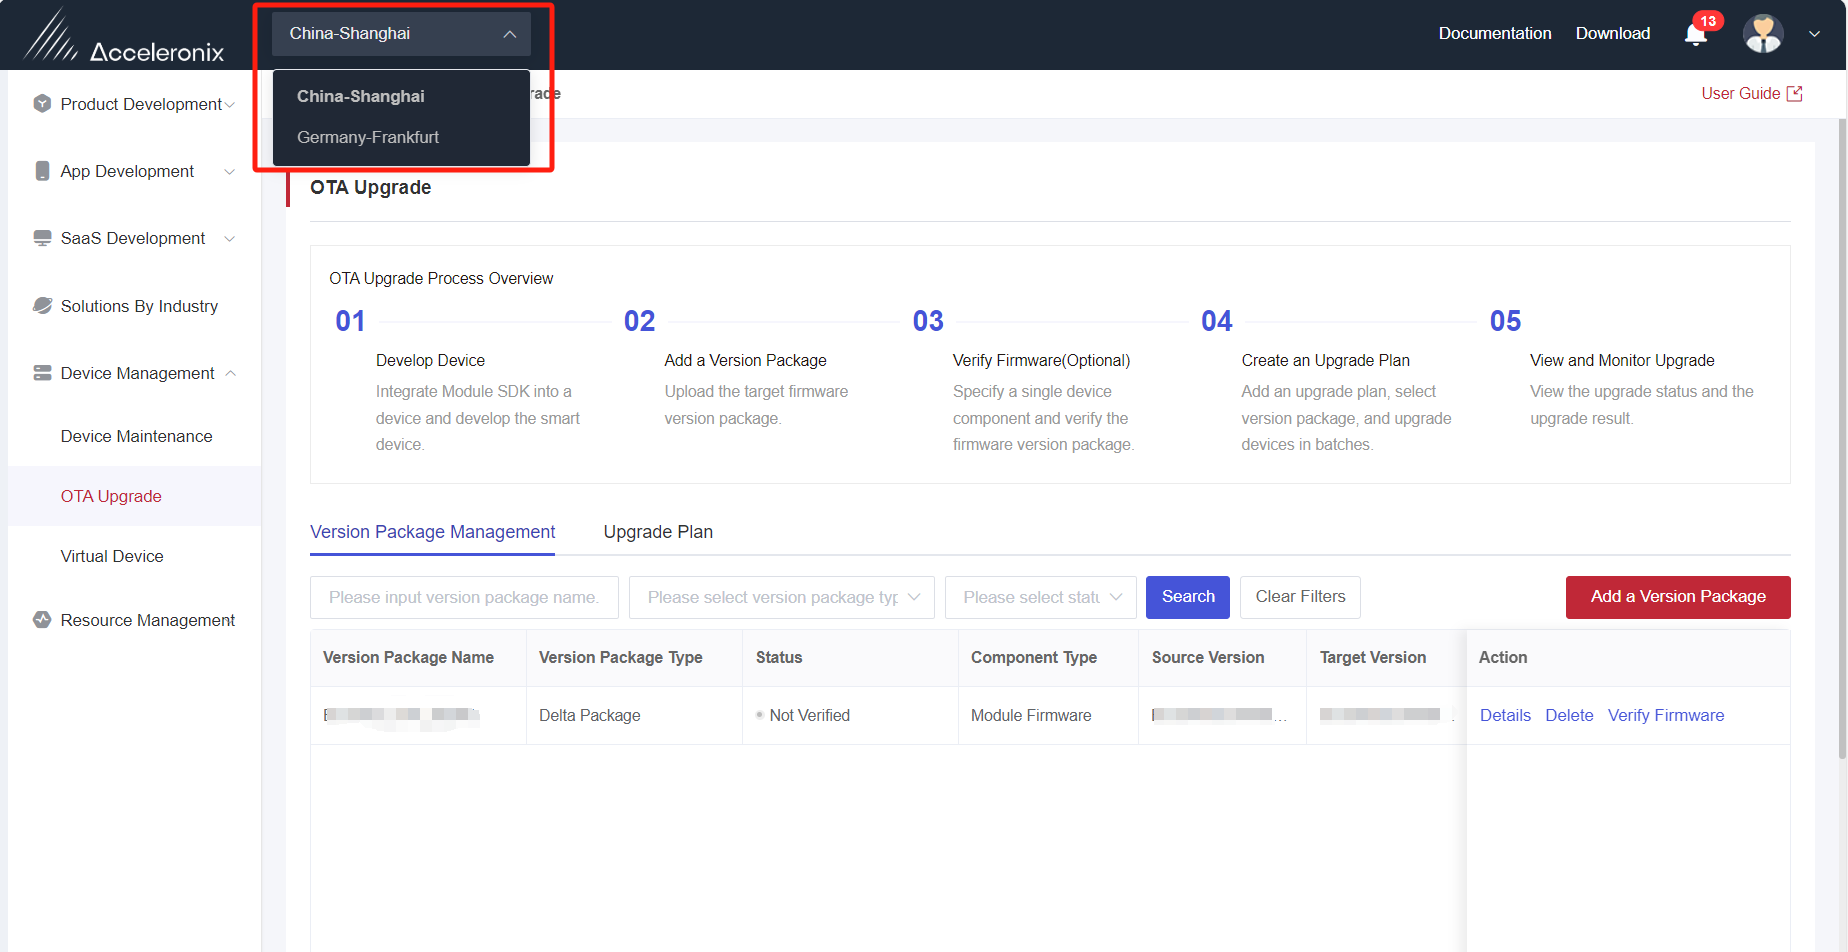 Acceleronix
China-Shanghai
Documentation
Download
13
China-Shanghai
Germany-Frankfurt
User Guide
Product Development
App Development
SaaS Development
Solutions By Industry
Device Management
Device Maintenance
OTA Upgrade
Virtual Device
Resource Management
OTA Upgrade
OTA Upgrade Process Overview
01
Develop Device
Integrate Module SDK into a
device and develop the smart
device.
02
Add a Version Package
Upload the target firmware
version package.
03
Verify Firmware(Optional)
Specify a single device
component and verify the
firmware version package.
04
Create an Upgrade Plan
Add an upgrade plan, select
version package, and upgrade
devices in batches.
05
View and Monitor Upgrade
View the upgrade status and the
upgrade result.
Version Package Management
Upgrade Plan
Please input version package name.
Please select version package typ
Please select statu
Search
Clear Filters
Add a Version Package
Version Package Name
Version Package Type
Status
Component Type
Source Version
Target Version
Action
Delta Package
Not Verified
Module Firmware
Details
Delete
Verify Firmware